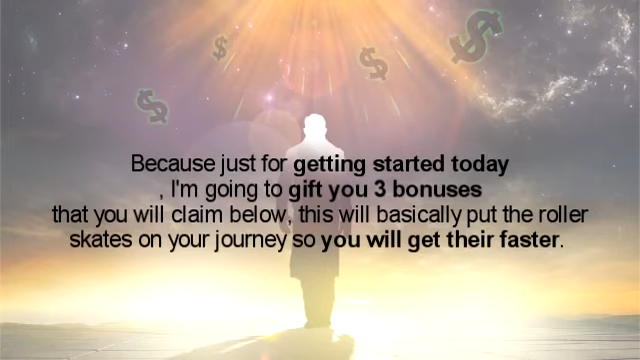 Because just for getting started today
, I'm going to gift you 3 bonuses
that you will claim below, this will basically put the roller
skates on your journey so you will get their faster.